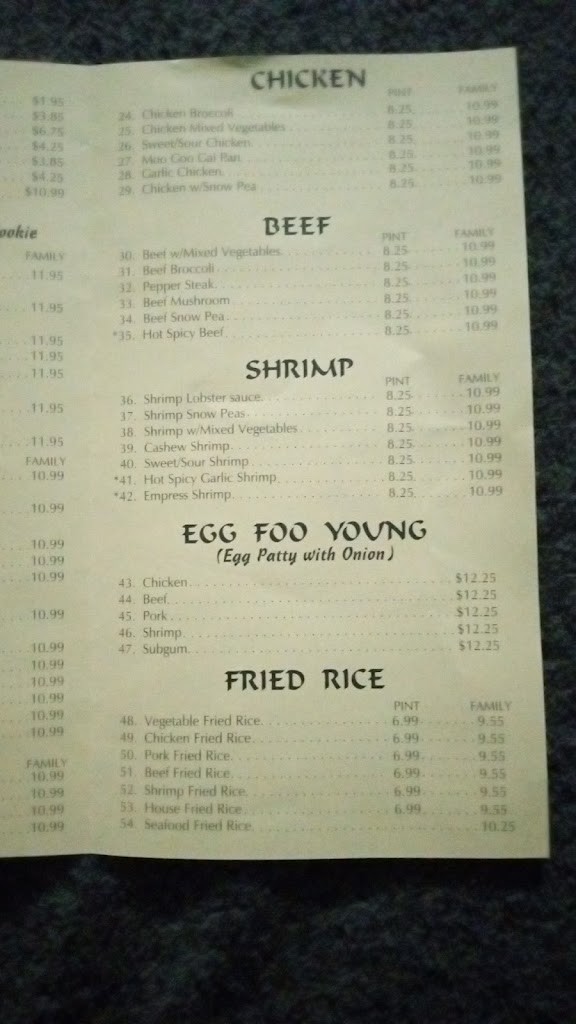 $1.95
$3.85
$6.75
$4.25
$3.85
$4.25
$10.99
ookie
FAMILY
11.95
11.95
11.95
11.95
11.95
11.95
11.95
FAMILY
10.99
10.99
10.99
10.99
10.99
10.99
10.99
10.99
10.99
10.99
10.99
10.99
FAMILY
10.99
10.99
10.99
10.99
CHICKEN
PINT FAMILY
24. Chicken Broccoli 8.25 10.99
25. Chicken Mixed Vegetables 8.25 10.99
26. Sweet/Sour Chicken 8.25 10.99
27. Moo Goo Gai Pan 8.25 10.99
28. Garlic Chicken 8.25 10.99
29. Chicken w/Snow Pea 8.25 10.99
BEEF
PINT FAMILY
30. Beef w/Mixed Vegetables 8.25 10.99
31. Beef Broccoli 8.25 10.99
32. Pepper Steak 8.25 10.99
33. Beef Mushroom 8.25 10.99
34. Beef Snow Pea 8.25 10.99
*35. Hot Spicy Beef 8.25 10.99
SHRIMP
PINT FAMILY
36. Shrimp Lobster sauce 8.25 10.99
37. Shrimp Snow Peas 8.25 10.99
38. Shrimp w/Mixed Vegetables 8.25 10.99
39. Cashew Shrimp 8.25 10.99
40. Sweet/Sour Shrimp 8.25 10.99
*41. Hot Spicy Garlic Shrimp 8.25 10.99
*42. Empress Shrimp 8.25 10.99
EGG FOO YOUNG
(Egg Patty with Onion)
43. Chicken $12.25
44. Beef $12.25
45. Pork $12.25
46. Shrimp $12.25
47. Subgum $12.25
FRIED RICE
PINT FAMILY
48. Vegetable Fried Rice 6.99 9.55
49. Chicken Fried Rice 6.99 9.55
50. Pork Fried Rice 6.99 9.55
51. Beef Fried Rice 6.99 9.55
52. Shrimp Fried Rice 6.99 9.55
53. House Fried Rice 6.99 9.55
54. Seafood Fried Rice 10.25